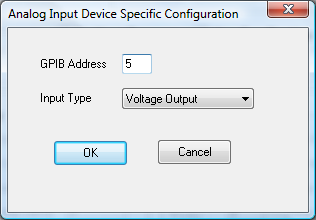 Analog Input Device Specific Configuration
GPIB Address 5
Input Type Voltage Output
OK Cancel